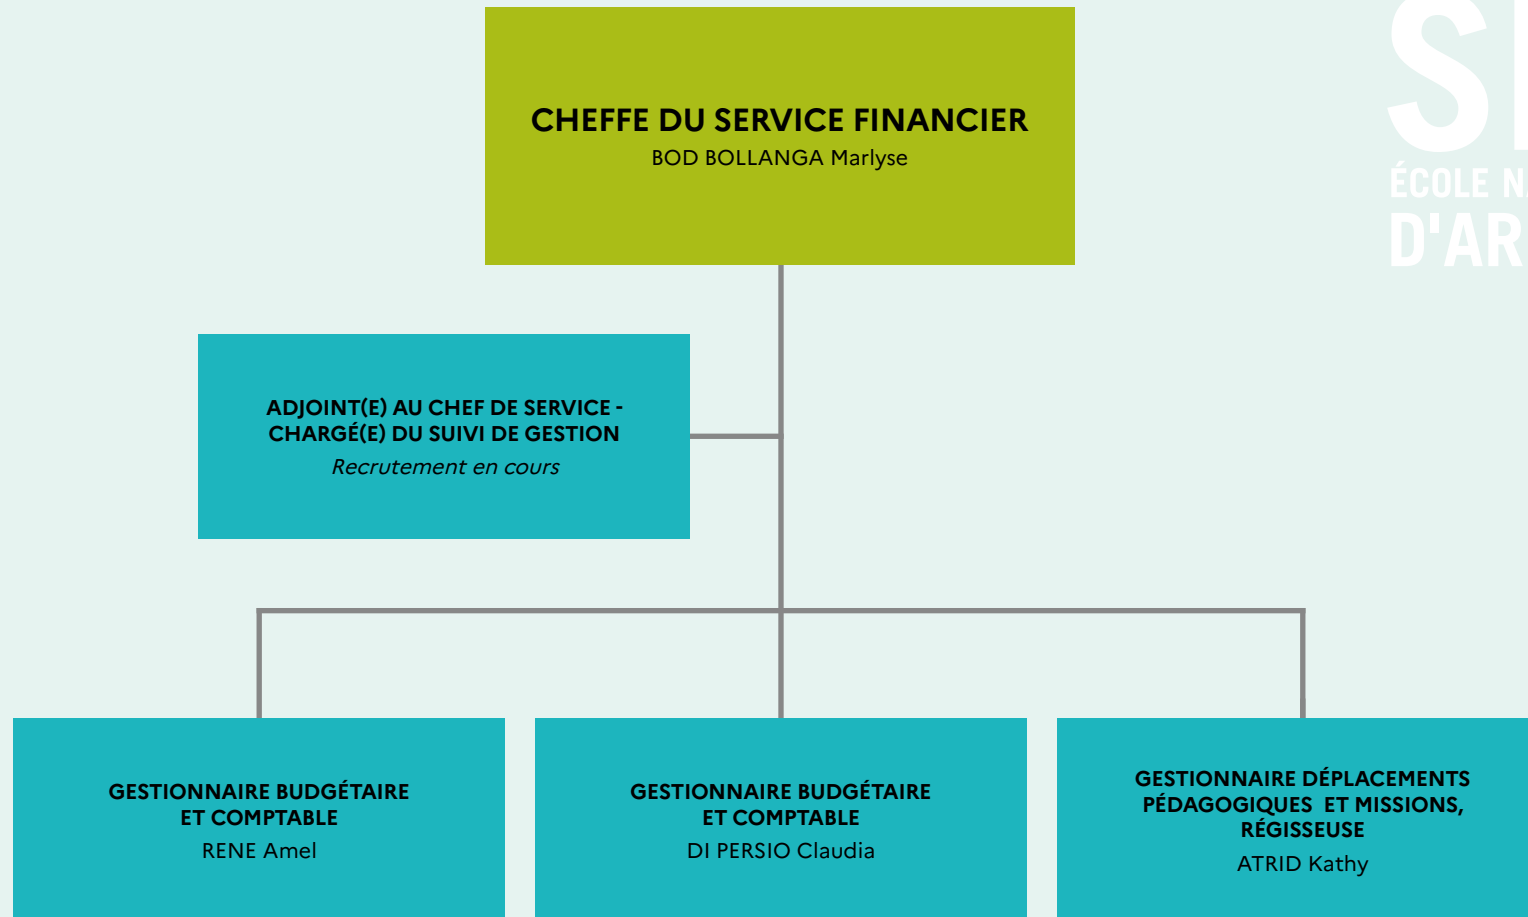 CHEFFE DU SERVICE FINANCIER
BOD BOLLANGA Marlyse
ÉCOLE
D'AR
ADJOINT(E) AU CHEF DE SERVICE -
CHARGÉ(E) DU SUIVI DE GESTION
Recrutement en cours
GESTIONNAIRE BUDGÉTAIRE
ET COMPTABLE
RENE Amel
GESTIONNAIRE BUDGÉTAIRE
ET COMPTABLE
DI PERSIO Claudia
GESTIONNAIRE DÉPLACEMENTS
PÉDAGOGIQUES ET MISSIONS,
RÉGISSEUSE
ATRID Kathy